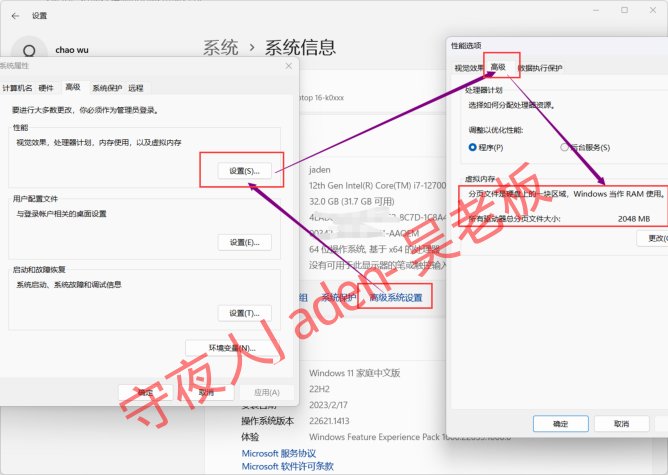 设置
chao wu
系统 › 系统信息
ptop 16-k0xxx
jaden
12th Gen Intel(R) Core(TM) i7-12700
32.0 GB (31.7 GB 可用)
64 位操作系统, 基于 x64 的处理器
没有可用于此显示器的笔或触控输入
系统保护
高级系统设置
Windows 11 家庭中文版
22H2
安装日期
2023/2/17
操作系统版本
22621.1413
体验
Windows Feature Experience Pack
Microsoft 服务协议
Microsoft 软件许可条款
系统属性
计算机名 硬件 高级 系统保护 远程
要进行大多数更改，你必须作为管理员登录。
性能
视觉效果，处理器计划，内存使用，以及虚拟内存
设置(S)...
用户配置文件
与登录帐户相关的桌面设置
设置(E)...
启动和故障恢复
系统启动、系统故障和调试信息
设置(T)...
环境变量(N)...
确定
取消
应用(A)
性能选项
视觉效果 高级 数据执行保护
处理器计划
选择如何分配处理器资源。
调整以优化性能:
程序(P)
后台服务(S)
虚拟内存
分页文件是硬盘上的一块区域，Windows 当作 RAM 使用。
所有驱动器总分页文件大小:
2048 MB
更改(
确定
取消
守夜人Jaden-吴老板